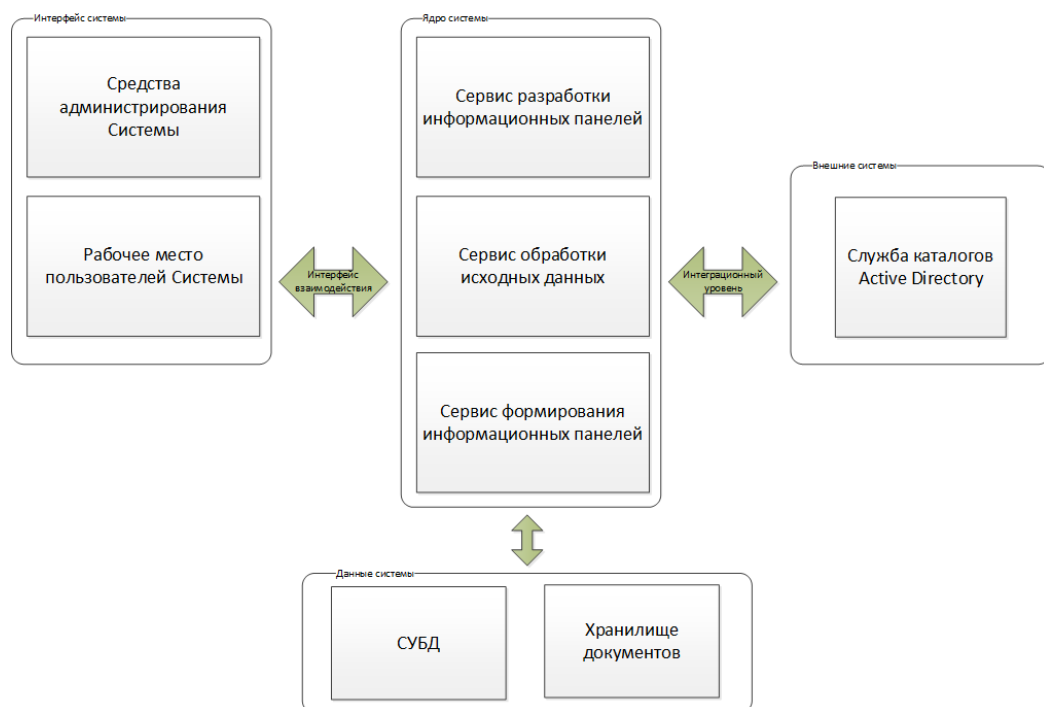 Интерфейс системы
Средства
администрирования
Системы
Рабочее место
пользователей Системы
Интерфейс
взаимодействия
Ядро системы
Сервис разработки
информационных панелей
Сервис обработки
исходных данных
Сервис формирования
информационных панелей
Интеграционный
уровень
Внешние системы
Служба каталогов
Active Directory
Данные системы
СУБД
Хранилище
документов